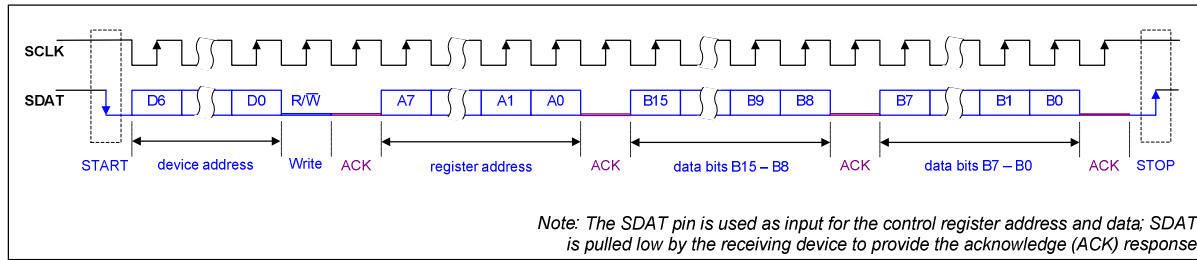 SCLK
SDAT D6 D0 R/W̅ A7 A1 A0 B15 B9 B8 B7 B1 B0
START device address Write ACK register address ACK data bits B15 – B8 ACK data bits B7 – B0 ACK STOP
Note: The SDAT pin is used as input for the control register address and data; SDAT
is pulled low by the receiving device to provide the acknowledge (ACK) response